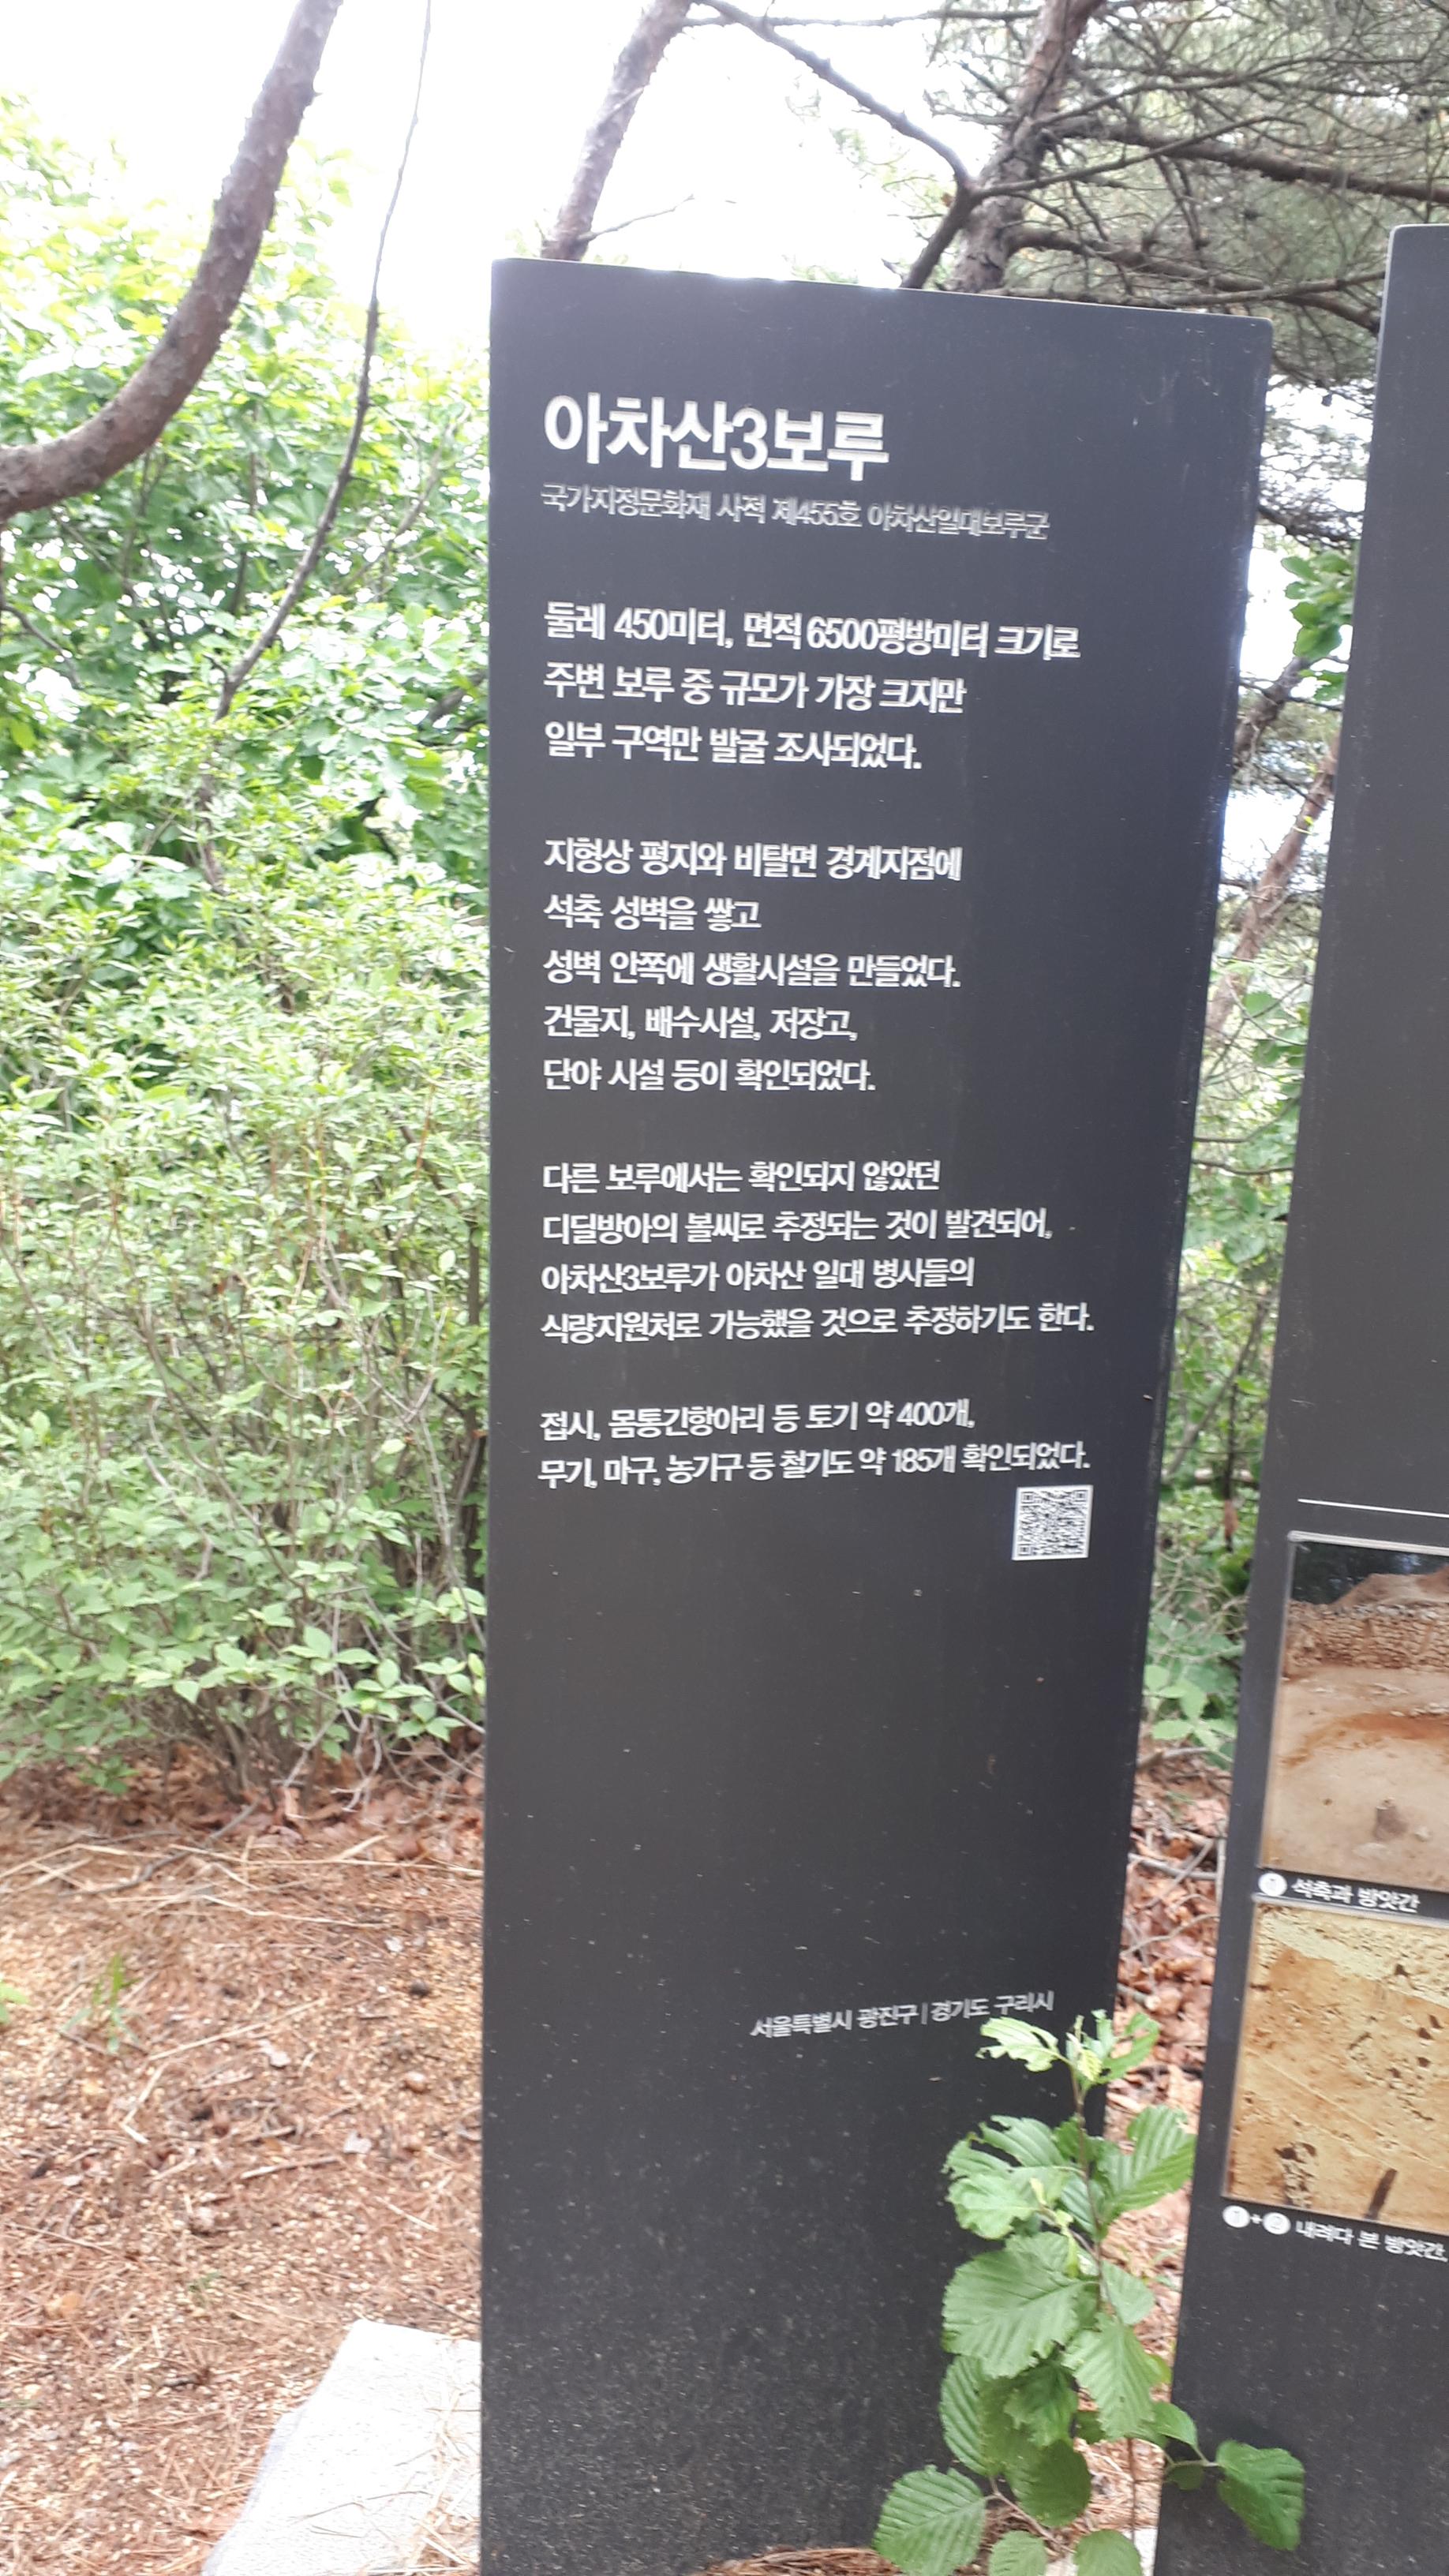 아차산3보루
국가지정문화재 사적 제455호 아차산일대보루군
둘레 450미터, 면적 6500평방미터 크기로
주변 보루 중 규모가 가장 크지만
일부 구역만 발굴 조사되었다.
지형상 평지와 비탈면 경계지점에
석축 성벽을 쌓고
성벽 안쪽에 생활시설을 만들었다.
건물지, 배수시설, 저장고,
단야 시설 등이 확인되었다.
다른 보루에서는 확인되지 않았던
디딜방아의 볼씨로 추정되는 것이 발견되어,
아차산3보루가 아차산 일대 병사들의
식량지원처로 기능했을 것으로 추정하기도 한다.
접시, 몸통긴항아리 등 토기 약 400개,
무기, 마구, 농기구 등 철기도 약 185개 확인되었다.
서울특별시 광진구 | 경기도 구리시
석축과 방앗간
내려다 본 방앗간